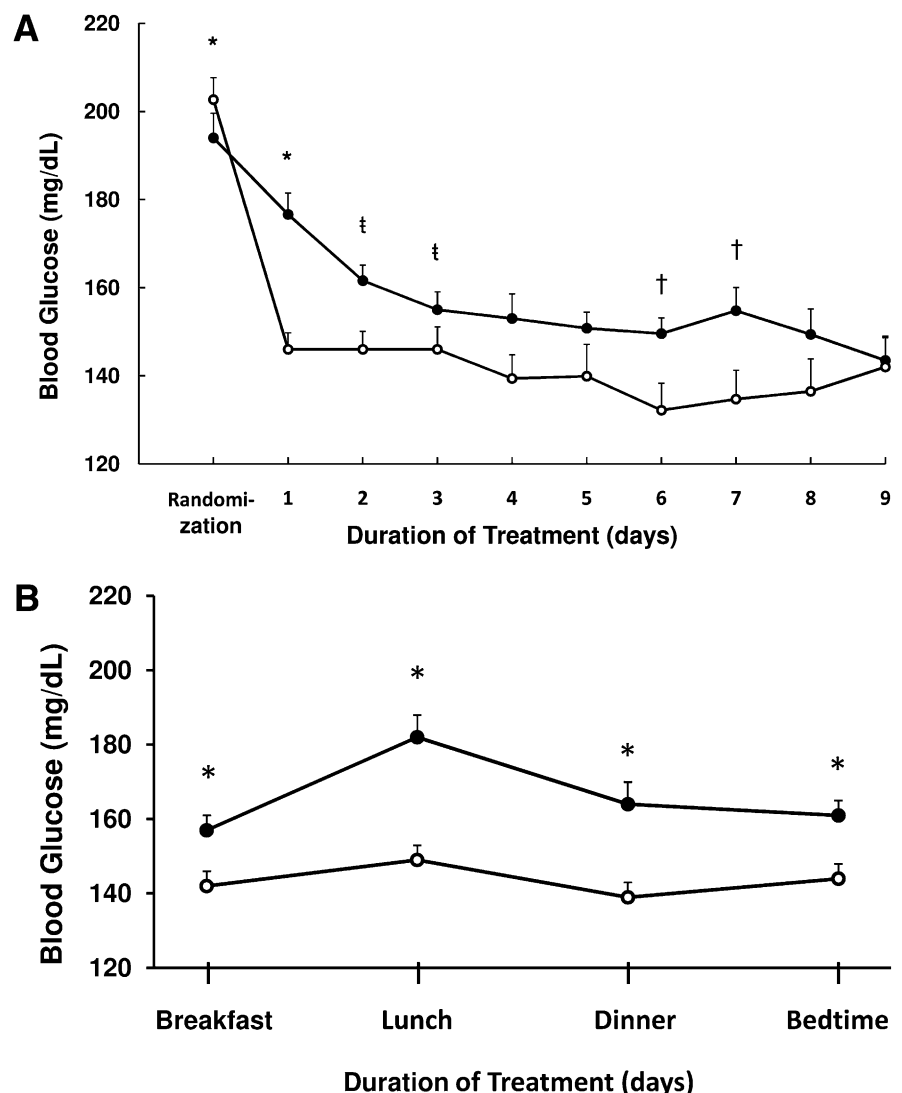 A
Blood Glucose (mg/dL)
220
200
180
160
140
120
*
*
ŧ
ŧ
†
†
Randomi-
zation
1 2 3 4 5 6 7 8 9
Duration of Treatment (days)
B
Blood Glucose (mg/dL)
220
200
180
160
140
120
*
*
*
*
Breakfast Lunch Dinner Bedtime
Duration of Treatment (days)